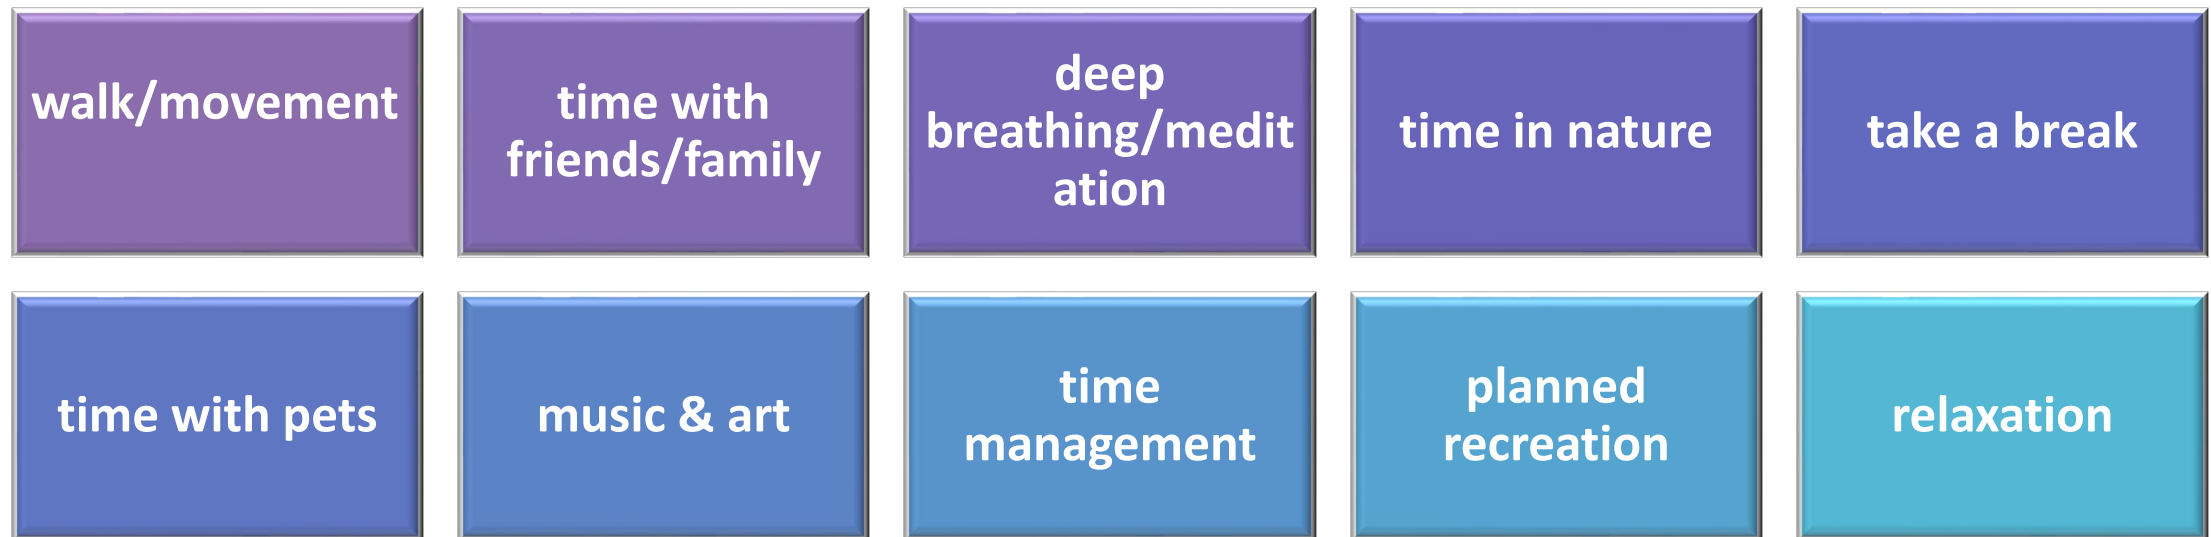 walk/movement
time with
friends/family
deep
breathing/medit
ation
time in nature
take a break
time with pets
music & art
time
management
planned
recreation
relaxation